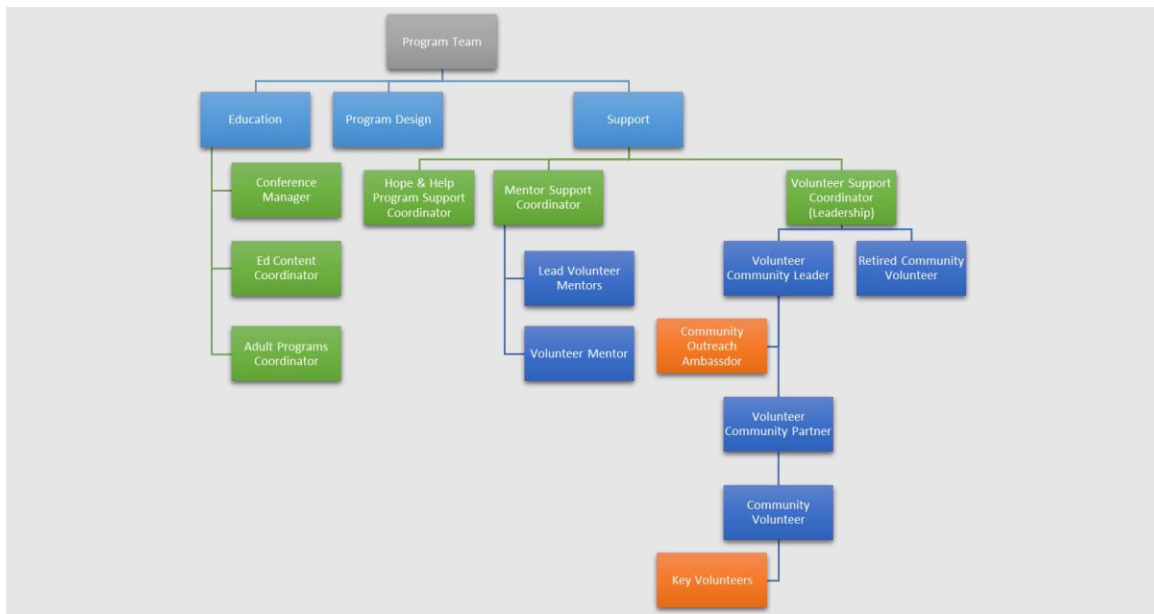 Program Team
Education
Program Design
Support
Conference
Manager
Ed Content
Coordinator
Adult Programs
Coordinator
Hope & Help
Program Support
Coordinator
Mentor Support
Coordinator
Volunteer Support
Coordinator
(Leadership)
Lead Volunteer
Mentors
Volunteer Mentor
Volunteer
Community Leader
Retired Community
Volunteer
Community
Outreach
Ambassdor
Volunteer
Community Partner
Community
Volunteer
Key Volunteers